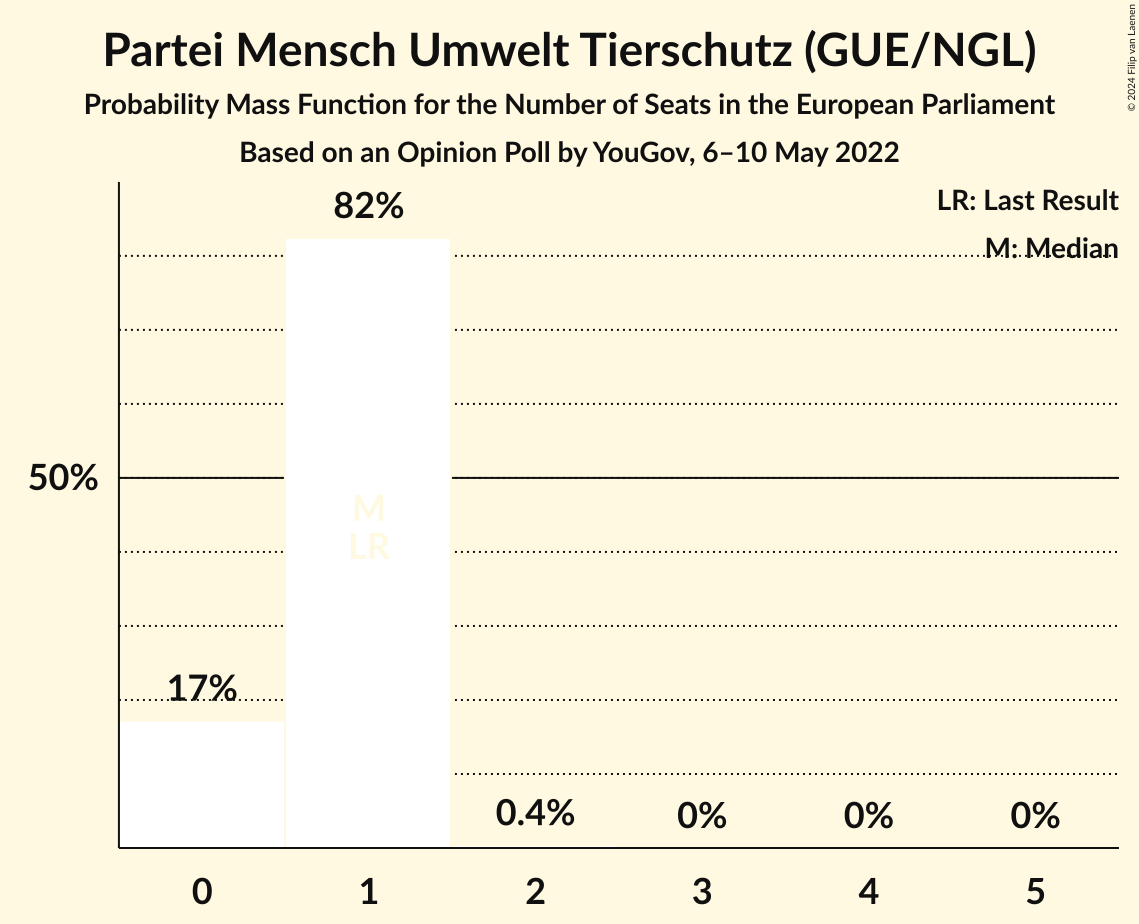 Partei Mensch Umwelt Tierschutz (GUE/NGL)
Probability Mass Function for the Number of Seats in the European Parliament
Based on an Opinion Poll by YouGov, 6–10 May 2022
© 2024 Filip van Laenen
LR: Last Result
M: Median
82%
50%
M
LR
17%
0.4%
0%
0%
0%
0
1
2
3
4
5